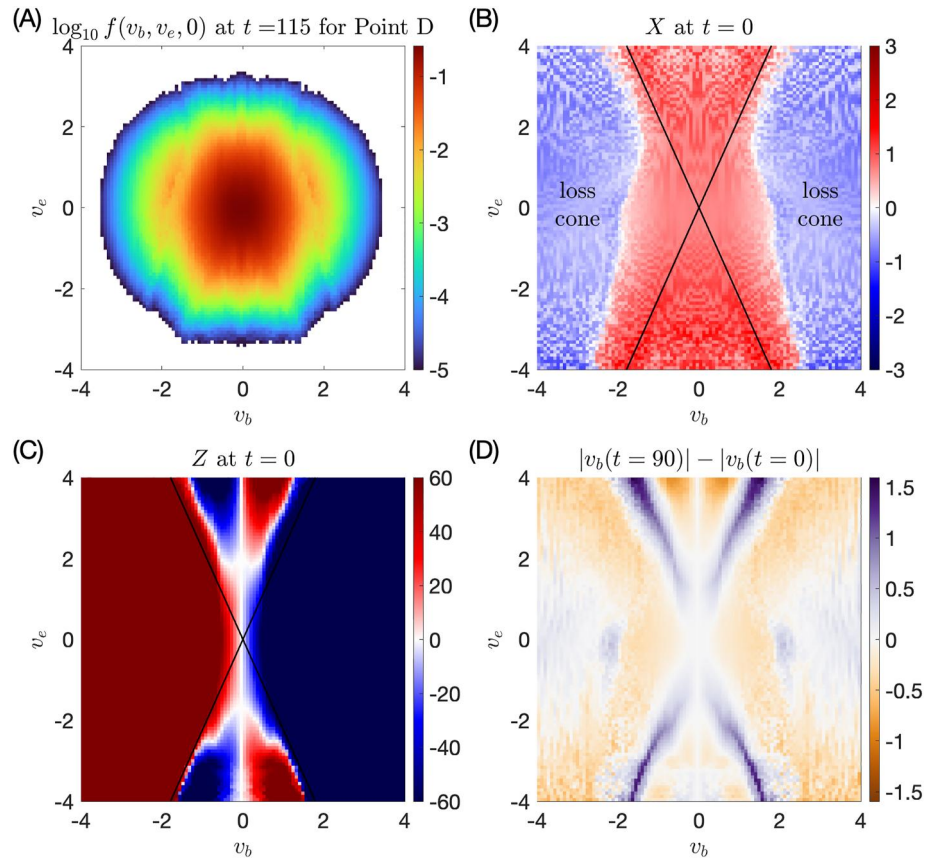 (A) log₁₀ f(v_b, v_e, 0) at t =115 for Point D
4
2
0
-2
-4
-4 -2 0 2 4
v_e
v_b
-1
-2
-3
-4
-5
(B) X at t = 0
4
2
0
-2
-4
-4 -2 0 2 4
v_e
v_b
loss
cone
loss
cone
3
2
1
0
-1
-2
-3
(C) Z at t = 0
4
2
0
-2
-4
-4 -2 0 2 4
v_e
v_b
60
40
20
0
-20
-40
-60
(D) |v_b(t = 90)| − |v_b(t = 0)|
4
2
0
-2
-4
-4 -2 0 2 4
v_e
v_b
1.5
1
0.5
0
-0.5
-1
-1.5